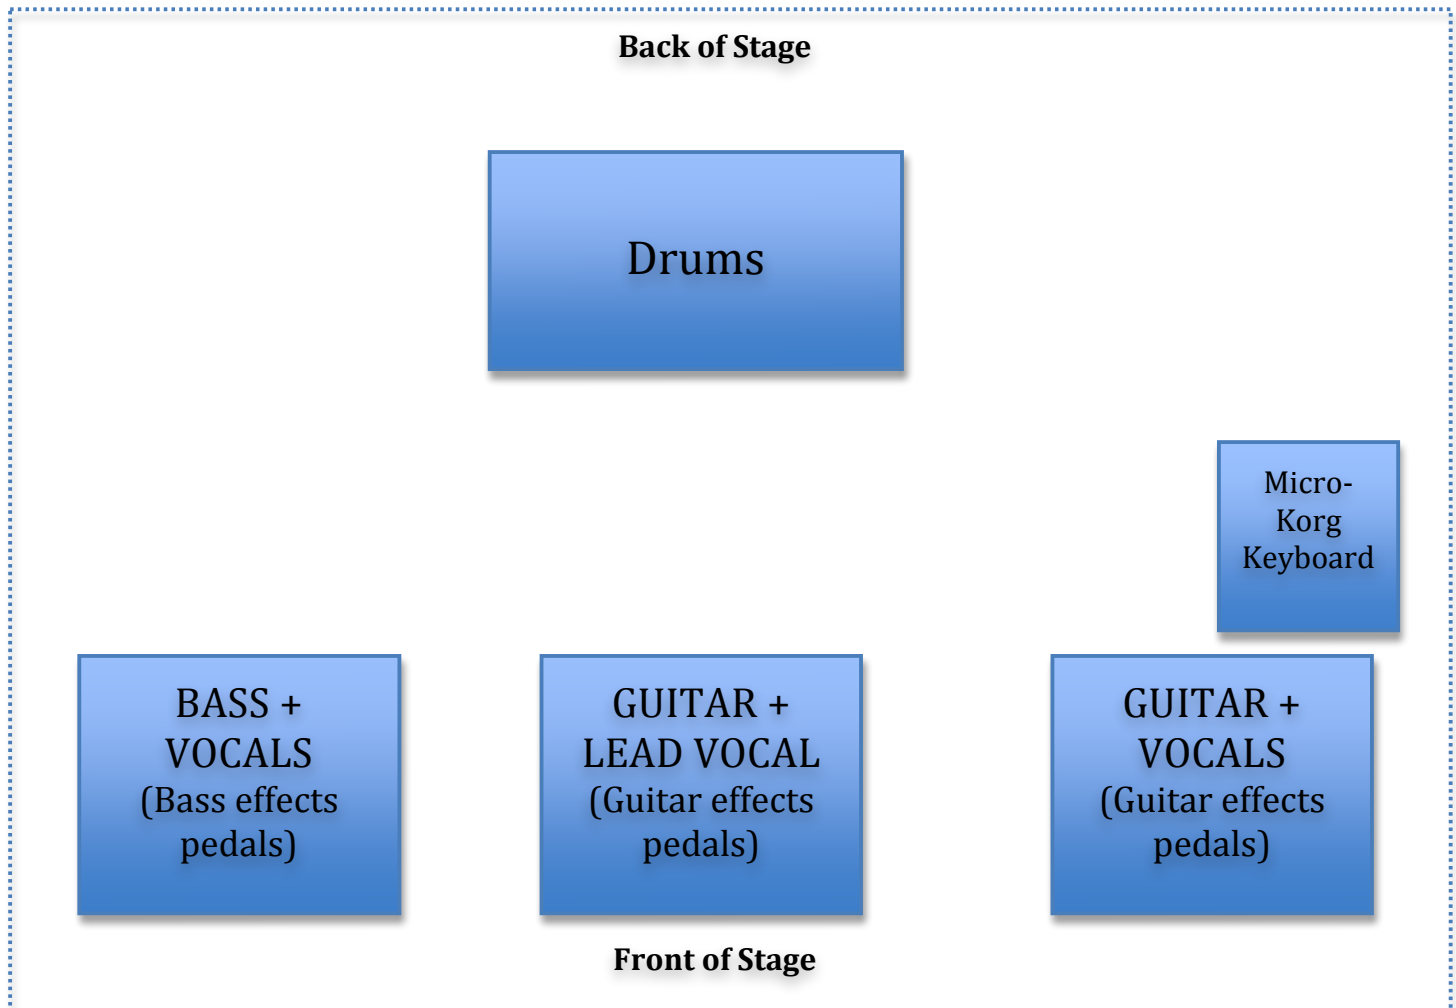 Back of Stage
Drums
Micro-
Korg
Keyboard
BASS +
VOCALS
(Bass effects
pedals)
GUITAR +
LEAD VOCAL
(Guitar effects
pedals)
GUITAR +
VOCALS
(Guitar effects
pedals)
Front of Stage